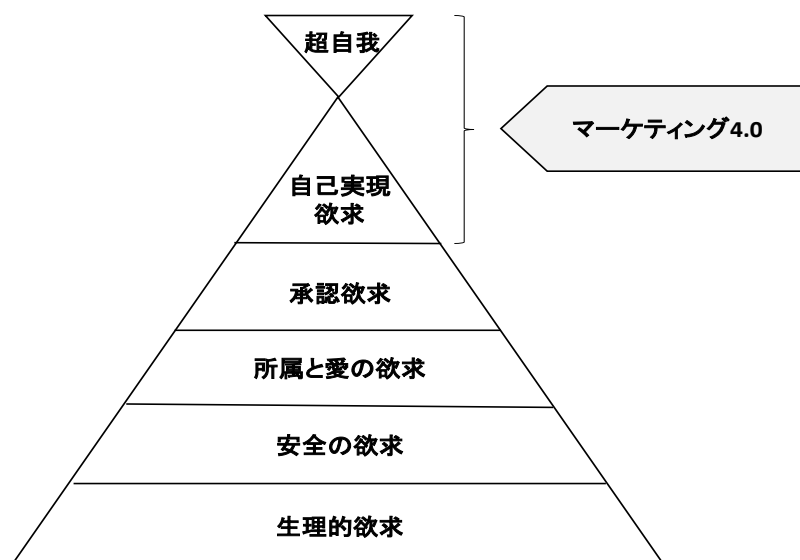 超自我
マーケティング4.0
自己実現
欲求
承認欲求
所属と愛の欲求
安全の欲求
生理的欲求